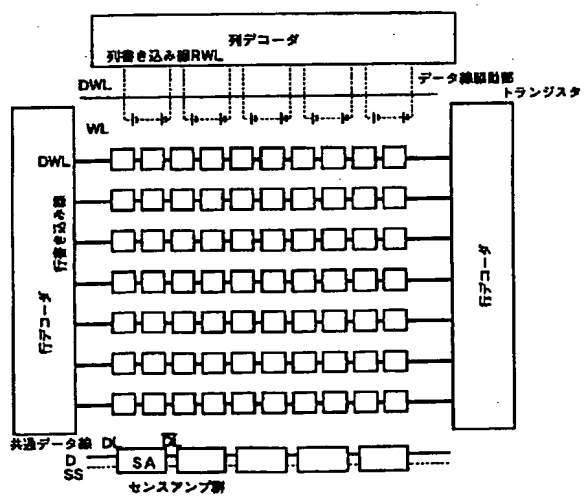 列デコーダ
列書き込み線RWL
DWL
データ線駆動部
トランジスタ
WL
DWL
行書き込み線
行デコーダ
行デコーダ
共通データ線
DL
DL
D
SA
SS
センスアンプ群